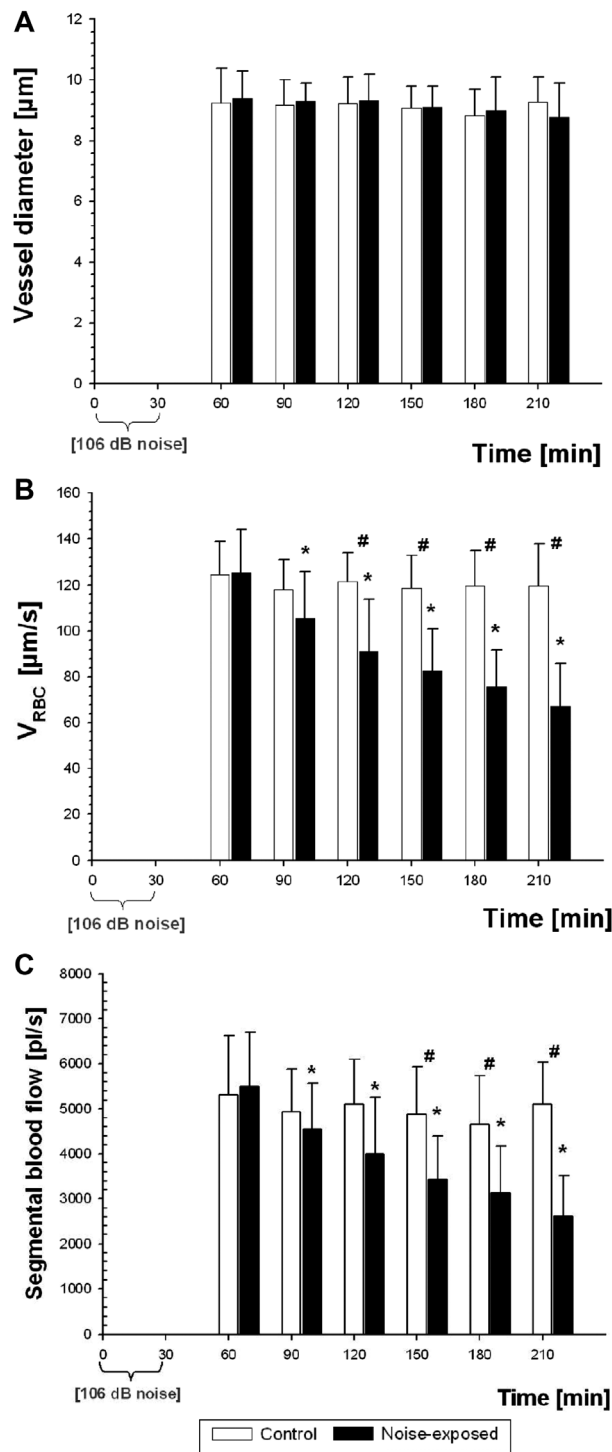 A
Vessel diameter [µm]
12
10
8
6
4
2
0
0 30 60 90 120 150 180 210
[106 dB noise]
Time [min]
B
V_RBC [µm/s]
160
140
120
100
80
60
40
20
0
* # * # * # * # *
0 30 60 90 120 150 180 210
[106 dB noise]
Time [min]
C
Segmental blood flow [pl/s]
8000
7000
6000
5000
4000
3000
2000
1000
0
* * # * # * # *
0 30 60 90 120 150 180 210
[106 dB noise]
Time [min]
Control Noise-exposed